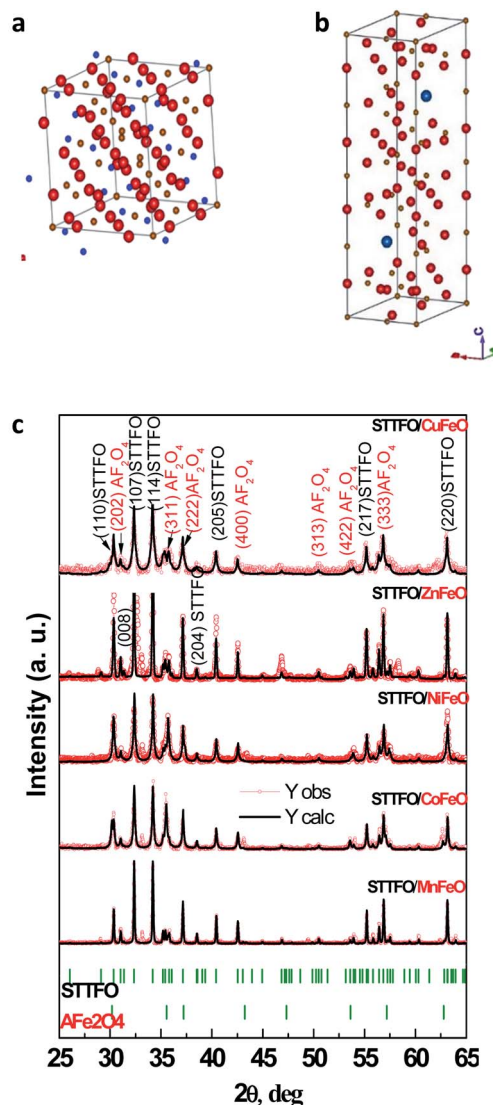 a
b
c
c
STTFO/CuFeO
(110)STTFO
(202) AF₂O₄
(107)STTFO
(114)STTFO
(311) AF₂O₄
(222)AF₂O₄
(205)STTFO
(400) AF₂O₄
(313) AF₂O₄
(422) AF₂O₄
(217)STTFO
(333)AF₂O₄
(220)STTFO
STTFO/ZnFeO
(008)
(204) STTFO
STTFO/NiFeO
Y obs
Y calc
STTFO/CoFeO
STTFO/MnFeO
STTFO
AFe2O4
25 30 35 40 45 50 55 60 65
2θ, deg
Intensity (a. u.)